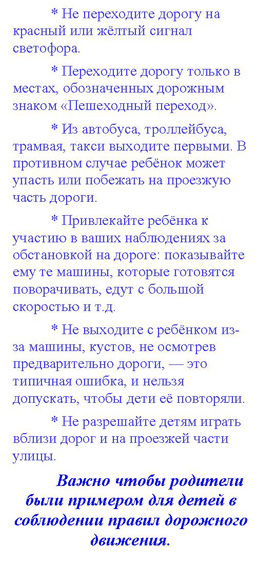 * Не переходите дорогу на
красный или жёлтый сигнал
светофора.
* Переходите дорогу только в
местах, обозначенных дорожным
знаком «Пешеходный переход».
* Из автобуса, троллейбуса,
трамвая, такси выходите первыми. В
противном случае ребёнок может
упасть или побежать на проезжую
часть дороги.
* Привлекайте ребёнка к
участию в ваших наблюдениях за
обстановкой на дороге: показывайте
ему те машины, которые готовятся
поворачивать, едут с большой
скоростью и т.д.
* Не выходите с ребёнком из-
за машины, кустов, не осмотрев
предварительно дороги, — это
типичная ошибка, и нельзя
допускать, чтобы дети её повторяли.
* Не разрешайте детям играть
вблизи дорог и на проезжей части
улицы.
Важно чтобы родители
были примером для детей в
соблюдении правил дорожного
движения.